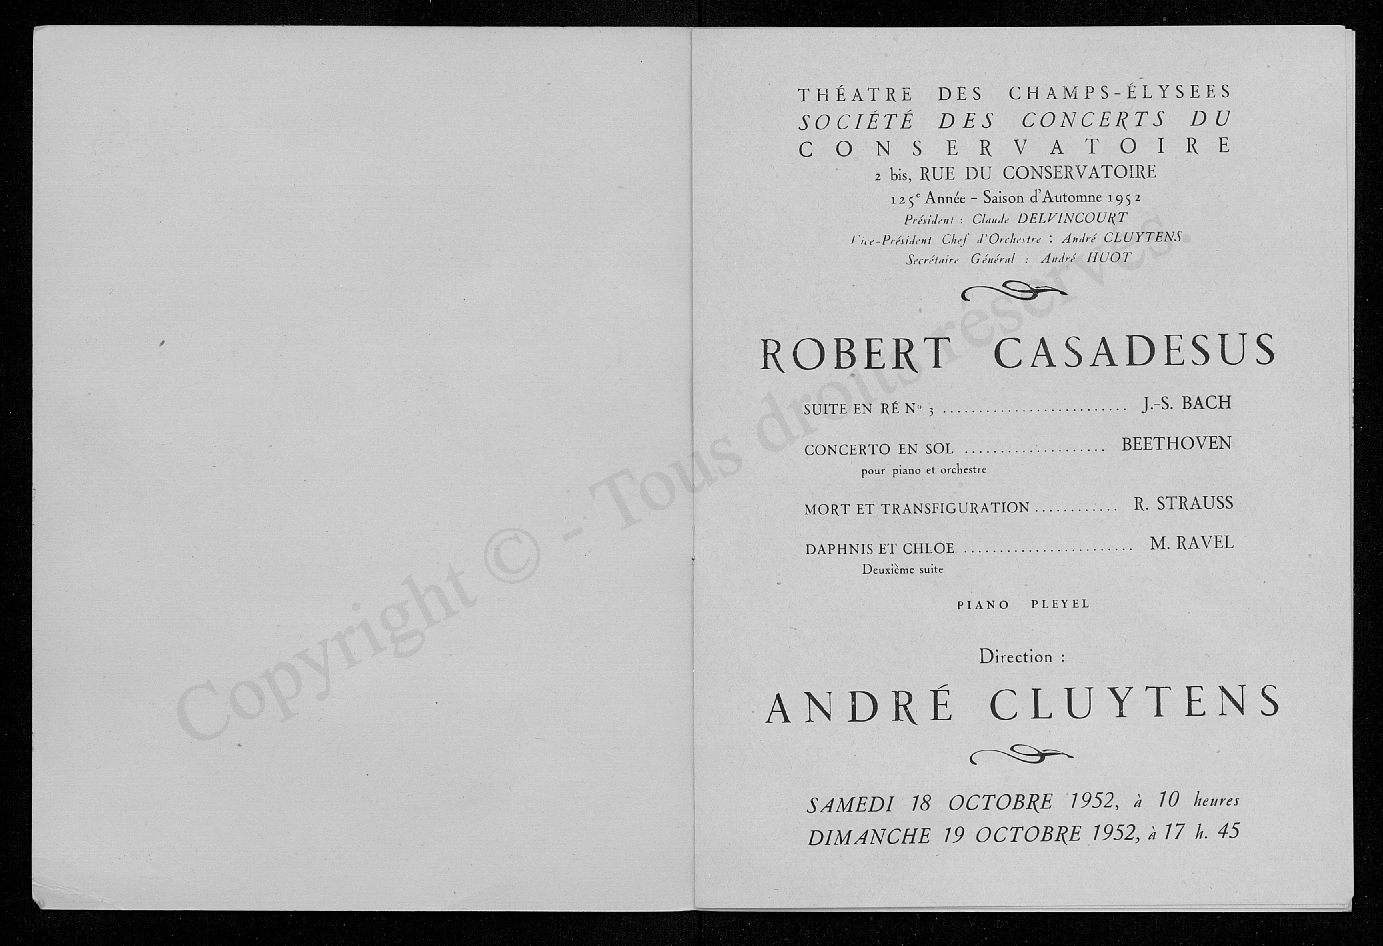 THÉATRE DES CHAMPS-ÉLYSEES
SOCIÉTÉ DES CONCERTS DU
CONSERVATOIRE
2 bis, RUE DU CONSERVATOIRE
125e Année - Saison d'Automne 1952
Président : Claude DELVINCOURT
Vice-Président Chef d'Orchestre : André CLUYTENS
Secrétaire Général : André HUOT
ROBERT CASADESUS
SUITE EN RÉ No 3 .......................... J.-S. BACH
CONCERTO EN SOL .................... BEETHOVEN
pour piano et orchestre
MORT ET TRANSFIGURATION ............ R. STRAUSS
DAPHNIS ET CHLOE ........................ M. RAVEL
Deuxième suite
PIANO PLEYEL
Direction :
ANDRÉ CLUYTENS
SAMEDI 18 OCTOBRE 1952, à 10 heures
DIMANCHE 19 OCTOBRE 1952, à 17 h. 45
Copyright © - Tous droits réservés.